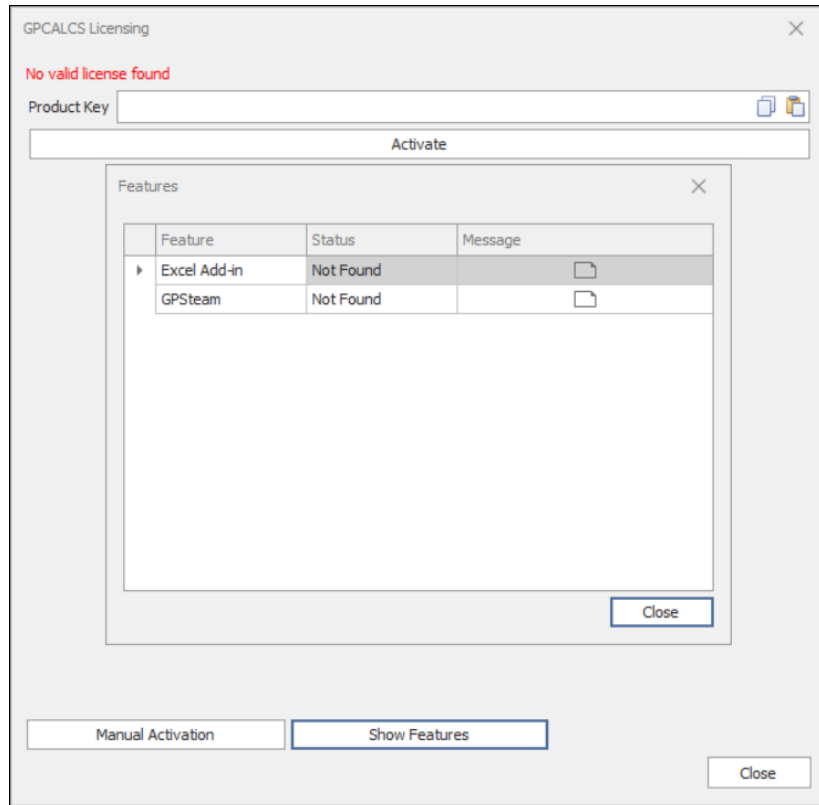 GPCALCS Licensing
No valid license found
Product Key
Activate
Features
Feature Status Message
Excel Add-in Not Found
GPSteam Not Found
Close
Manual Activation Show Features
Close